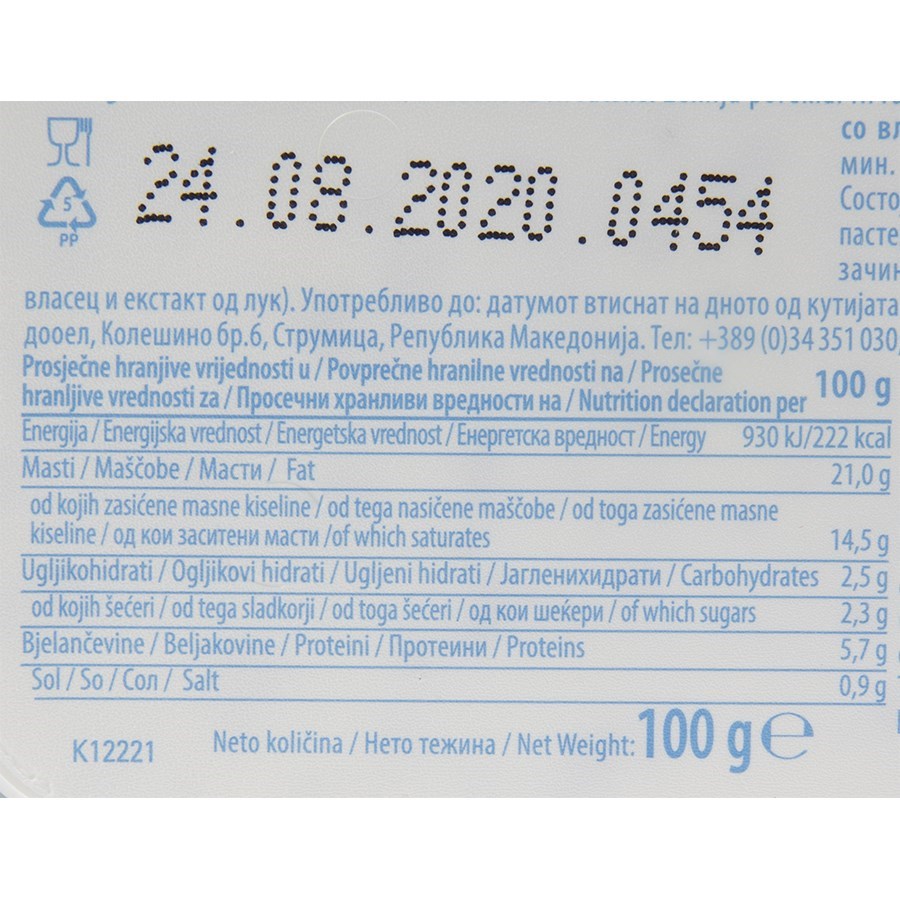 24.08.2020.0454
5
PP
со
мин.
власец и екстакт од лук). Употребливо до: датумот втиснат на дното од кутијата
дооел, Колешино бр.6, Струмица, Република Македонија. Тел: +389 (0)34 351 030,
Prosječne hranjive vrijednosti u / Povprečne hranilne vrednosti na / Prosečne
hranljive vrednosti za / Просечни хранливи вредности на / Nutrition declaration per 100 g
Energija / Energijska vrednost / Energetska vrednost / Енергетска вредност / Energy 930 kJ/222 kcal
Masti / Maščobe / Масти / Fat 21,0 g
od kojih zasićene masne kiseline / od tega nasičene maščobe / od toga zasićene masne
kiseline / од кои заситени масти /of which saturates 14,5 g
Ugljikohidrati / Ogljikovi hidrati / Ugljeni hidrati / Јагленихидрати / Carbohydrates 2,5 g
od kojih šećeri / od tega sladkorji / od toga šećeri / од кои шеќери / of which sugars 2,3 g
Bjelančevine / Beljakovine / Proteini / Протеини / Proteins 5,7 g
Sol / So / Сол / Salt 0,9 g
K12221 Neto količina / Нето тежина / Net Weight: 100 g e